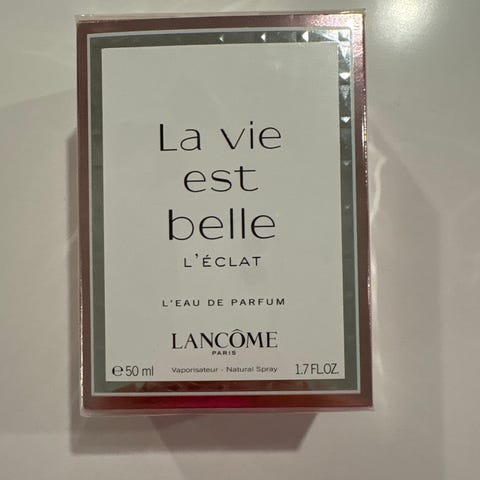 La vie
est
belle
L'ÉCLAT
L'EAU DE PARFUM
LANCÔME
PARIS
℮50 ml Vaporisateur - Natural Spray 1.7 FL.OZ.